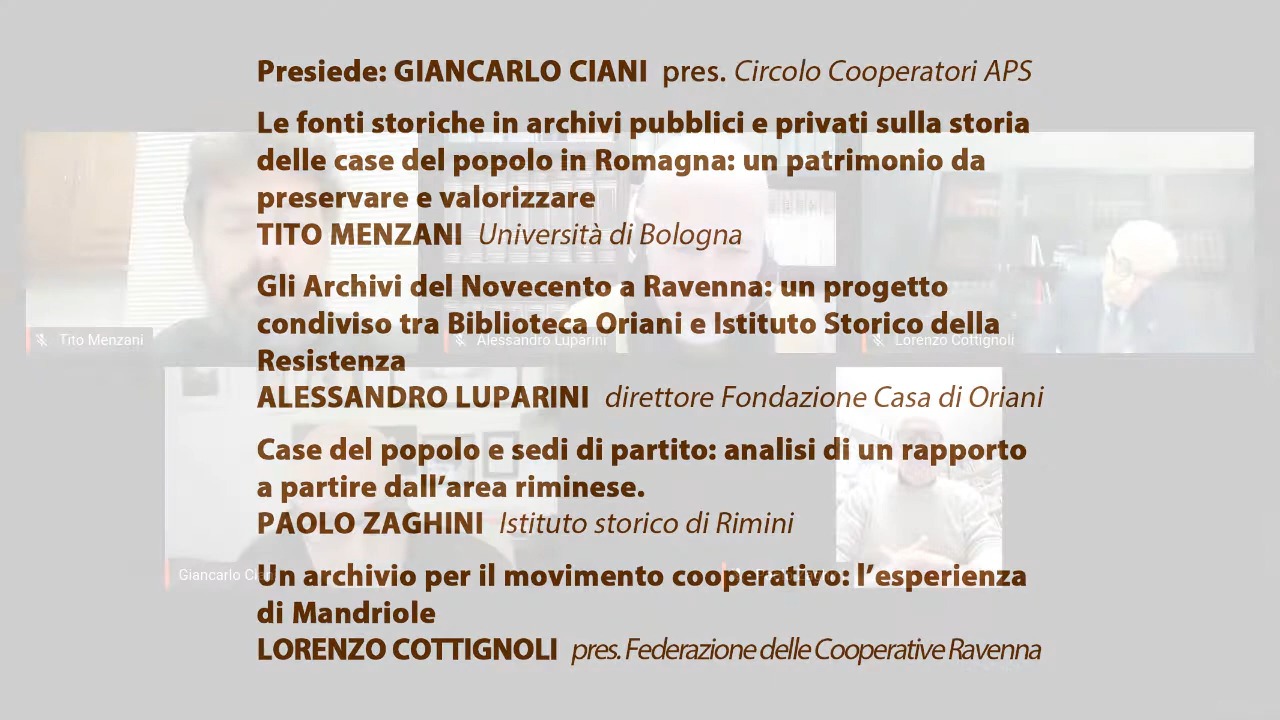 Presiede: GIANCARLO CIANI pres. Circolo Cooperatori APS
Le fonti storiche in archivi pubblici e privati sulla storia
delle case del popolo in Romagna: un patrimonio da
preservare e valorizzare
TITO MENZANI Università di Bologna
Gli Archivi del Novecento a Ravenna: un progetto
condiviso tra Biblioteca Oriani e Istituto Storico della
Tito Menzani
Alessandro Luparini
Lorenzo Cottignoli
Resistenza
ALESSANDRO LUPARINI direttore Fondazione Casa di Oriani
Case del popolo e sedi di partito: analisi di un rapporto
a partire dall’area riminese.
PAOLO ZAGHINI Istituto storico di Rimini
Giancarlo Ciani
Un archivio per il movimento cooperativo: l’esperienza
di Mandriole
LORENZO COTTIGNOLI pres. Federazione delle Cooperative Ravenna